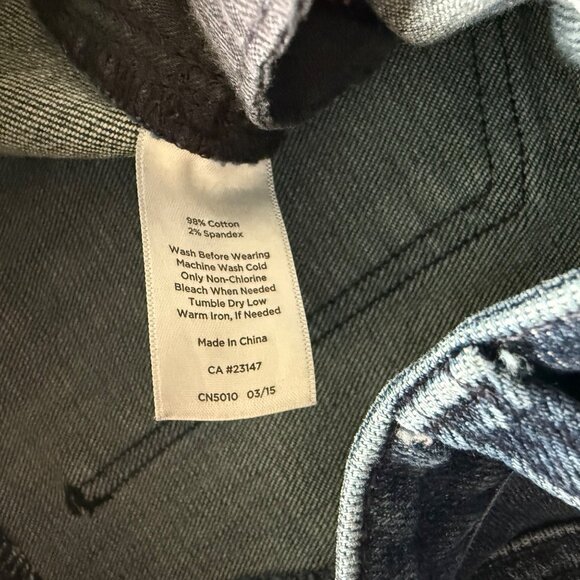 98% Cotton
2% Spandex
Wash Before Wearing
Machine Wash Cold
Only Non-Chlorine
Bleach When Needed
Tumble Dry Low
Warm Iron, If Needed
Made In China
CA #23147
CN5010 03/15